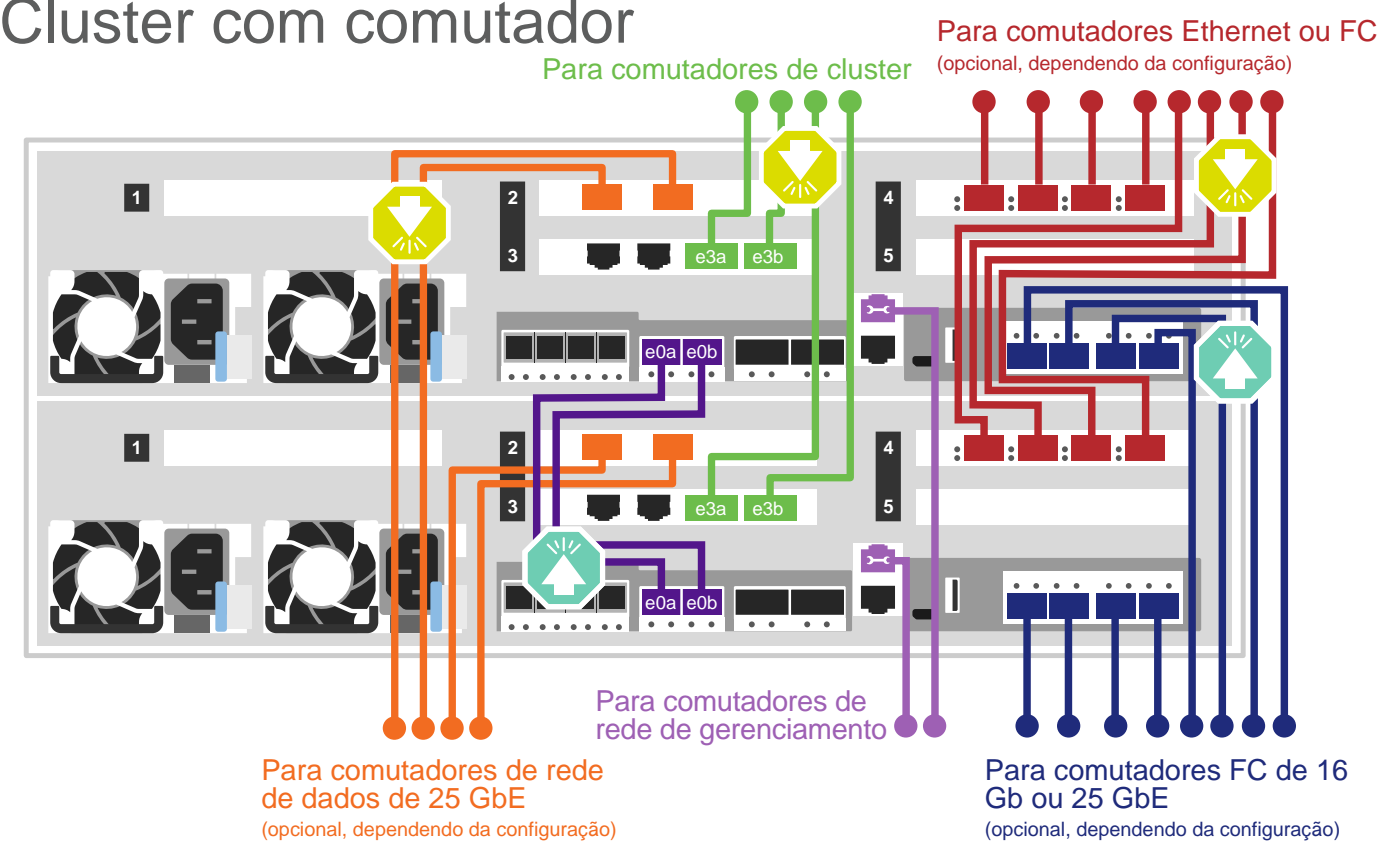 Cluster com comutador
Para comutadores Ethernet ou FC
(opcional, dependendo da configuração)
Para comutadores de cluster
1
2
4
3
e3a e3b
5
e0a e0b
1
2
4
3
e3a e3b
5
e0a e0b
Para comutadores de
rede de gerenciamento
Para comutadores de rede
de dados de 25 GbE
(opcional, dependendo da configuração)
Para comutadores FC de 16
Gb ou 25 GbE
(opcional, dependendo da configuração)